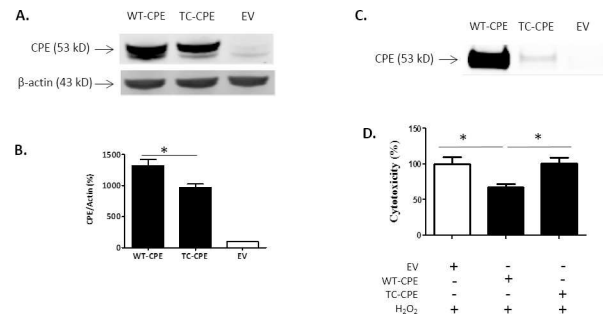 A.
WT-CPE TC-CPE EV
CPE (53 kD)
β-actin (43 kD)
B.
CPE/Actin (%)
1500
1000
500
0
*
WT-CPE TC-CPE EV
C.
WT-CPE TC-CPE EV
CPE (53 kD)
D.
Cytotoxicity (%)
150
100
50
0
* *
EV + - -
WT-CPE - + -
TC-CPE - - +
H₂O₂ + + +